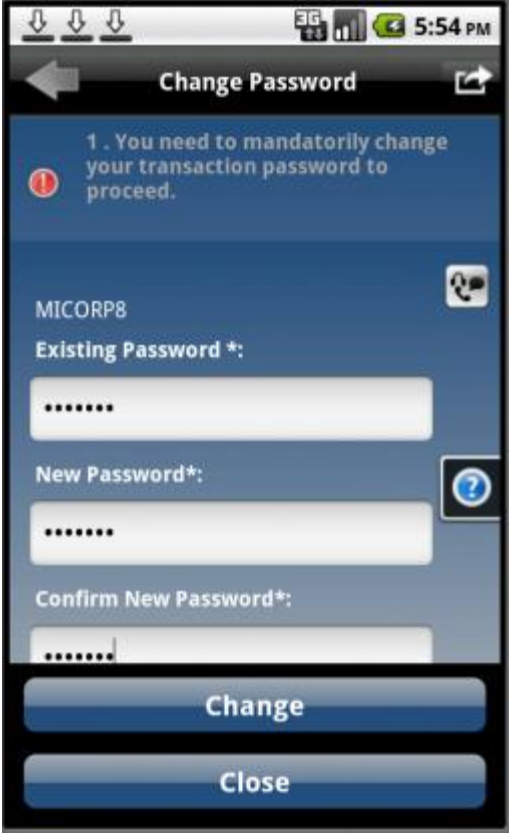 3G 5:54 PM
Change Password
1 . You need to mandatorily change
your transaction password to
proceed.
MICORP8
Existing Password *:
•••••••
New Password*:
•••••••
Confirm New Password*:
•••••••
Change
Close